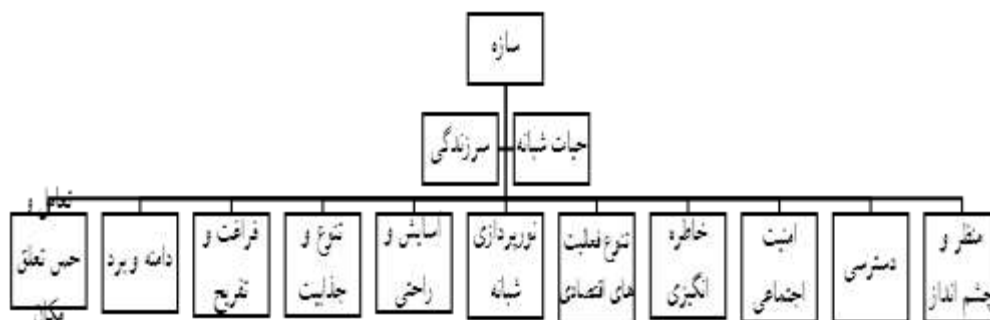 سازه
حیات شبانه
سرزندگی
منظر و
چشم انداز
دسترسی
امنیت
اجتماعی
خاطره
انگیزی
تنوع فعالیت
های اقتصادی
نورپردازی
شبانه
آسایش و
راحتی
تنوع و
جذابیت
فراغت و
تفریح
دامنه و برد
تعامل و
حس تعلق
مکان